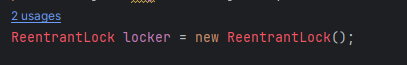 2 usages
ReentrantLock locker = new ReentrantLock();